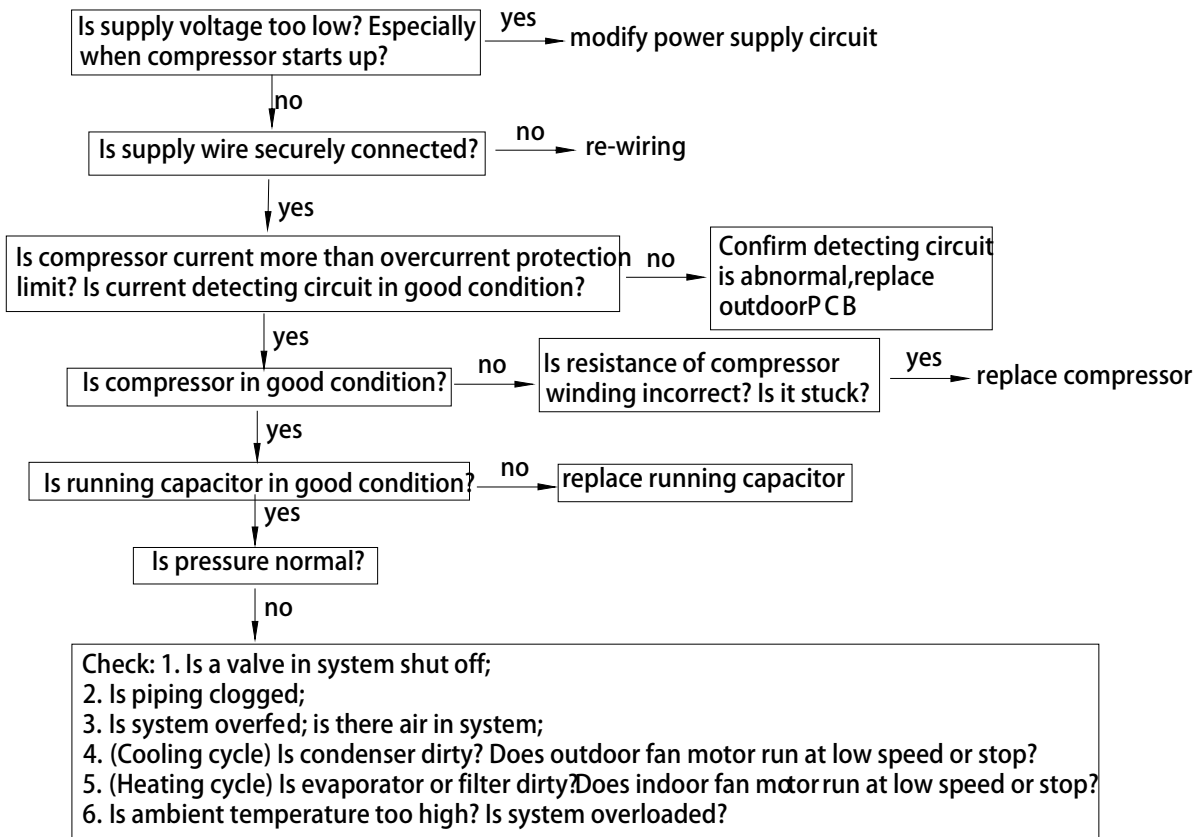 Is supply voltage too low? Especially
when compressor starts up?
yes
modify power supply circuit
no
Is supply wire securely connected?
no
re-wiring
yes
Is compressor current more than overcurrent protection
limit? Is current detecting circuit in good condition?
no
Confirm detecting circuit
is abnormal,replace
outdoorPCB
yes
Is compressor in good condition?
no
Is resistance of compressor
winding incorrect? Is it stuck?
yes
replace compressor
yes
Is running capacitor in good condition?
no
replace running capacitor
yes
Is pressure normal?
no
Check: 1. Is a valve in system shut off;
2. Is piping clogged;
3. Is system overfed; is there air in system;
4. (Cooling cycle) Is condenser dirty? Does outdoor fan motor run at low speed or stop?
5. (Heating cycle) Is evaporator or filter dirty?Does indoor fan motor run at low speed or stop?
6. Is ambient temperature too high? Is system overloaded?